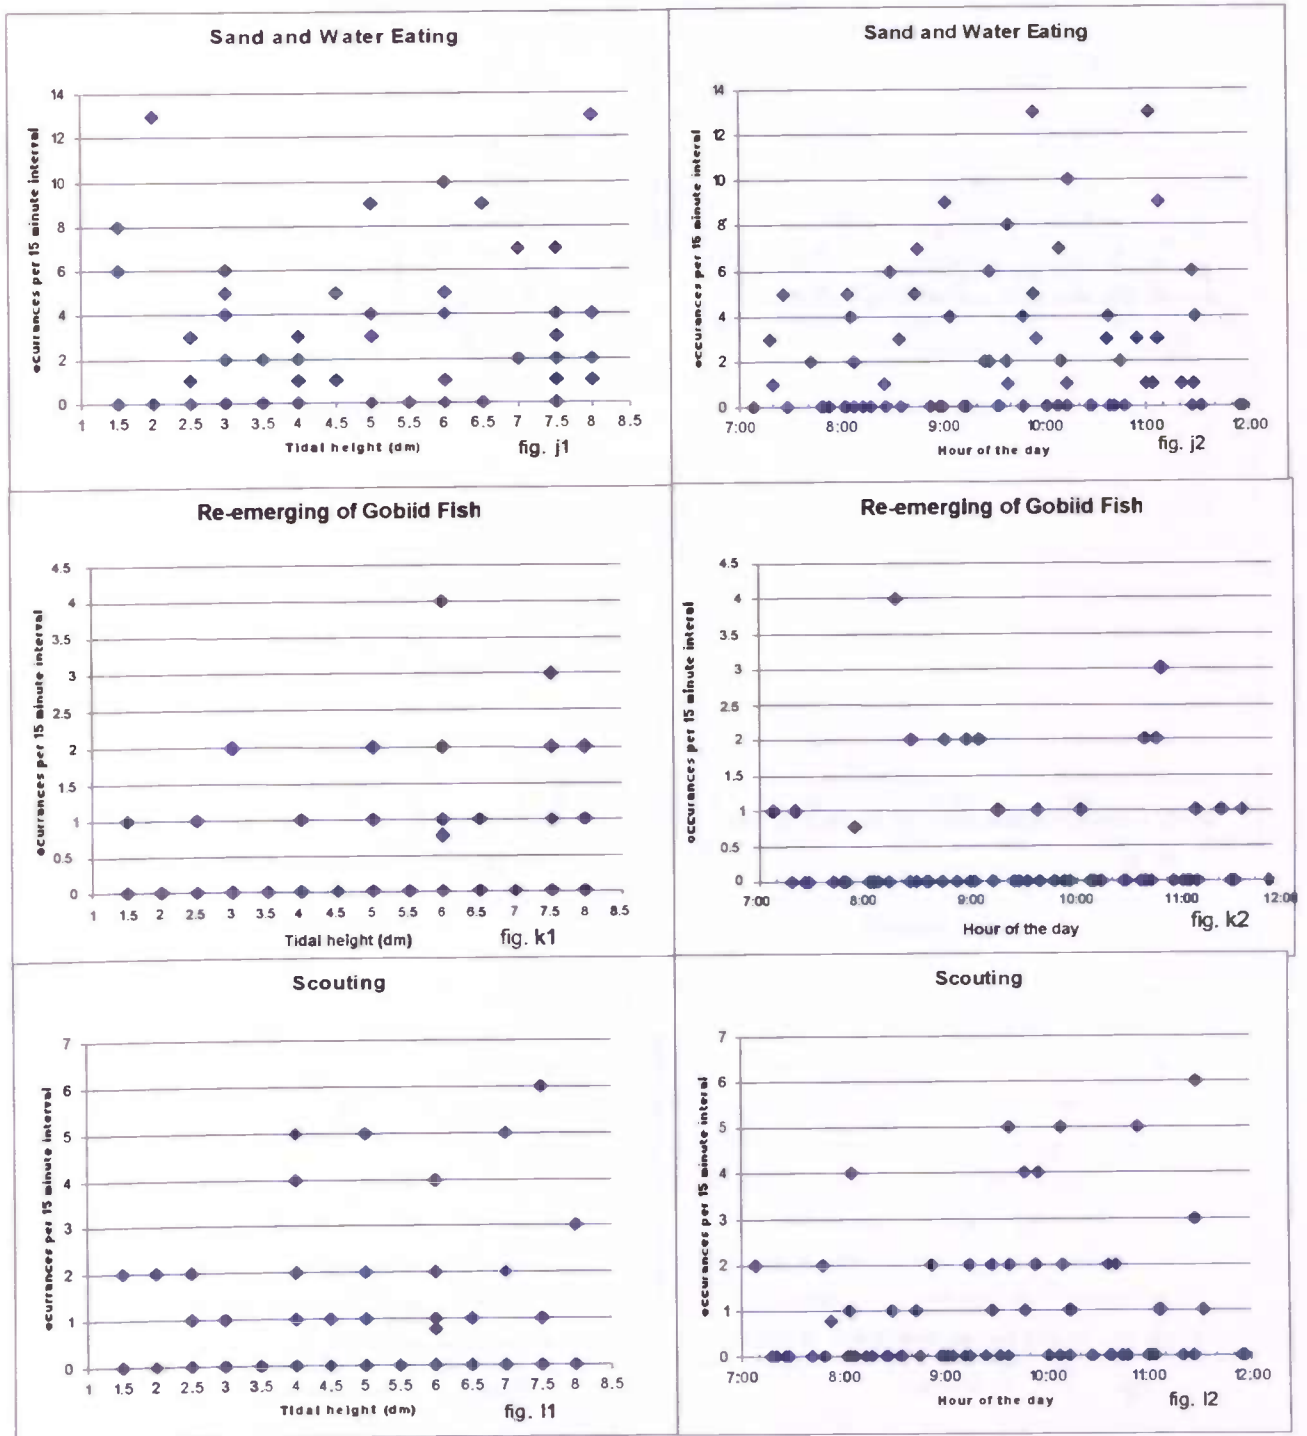 Sand and Water Eating
ocurrances per 15 minute interval
14
12
10
8
6
4
2
0
1 1.5 2 2.5 3 3.5 4 4.5 5 5.5 6 6.5 7 7.5 8 8.5
Tidal height (dm)
fig. j1
Sand and Water Eating
occurances per 15 minute interval
14
12
10
8
6
4
2
0
7:00 8:00 9:00 10:00 11:00 12:00
Hour of the day
fig. j2
Re-emerging of Gobiid Fish
ocurrances per 15 minute interval
4.5
4
3.5
3
2.5
2
1.5
1
0.5
0
1 1.5 2 2.5 3 3.5 4 4.5 5 5.5 6 6.5 7 7.5 8 8.5
Tidal height (dm)
fig. k1
Re-emerging of Gobiid Fish
occurances per 15 minute interal
4.5
4
3.5
3
2.5
2
1.5
1
0.5
0
7:00 8:00 9:00 10:00 11:00 12:00
Hour of the day
fig. k2
Scouting
ocurrances per 15 minute interval
7
6
5
4
3
2
1
0
1 1.5 2 2.5 3 3.5 4 4.5 5 5.5 6 6.5 7 7.5 8 8.5
Tidal height (dm)
fig. l1
Scouting
occurances per 15 minute interal
7
6
5
4
3
2
1
0
7:00 8:00 9:00 10:00 11:00 12:00
Hour of the day
fig. l2